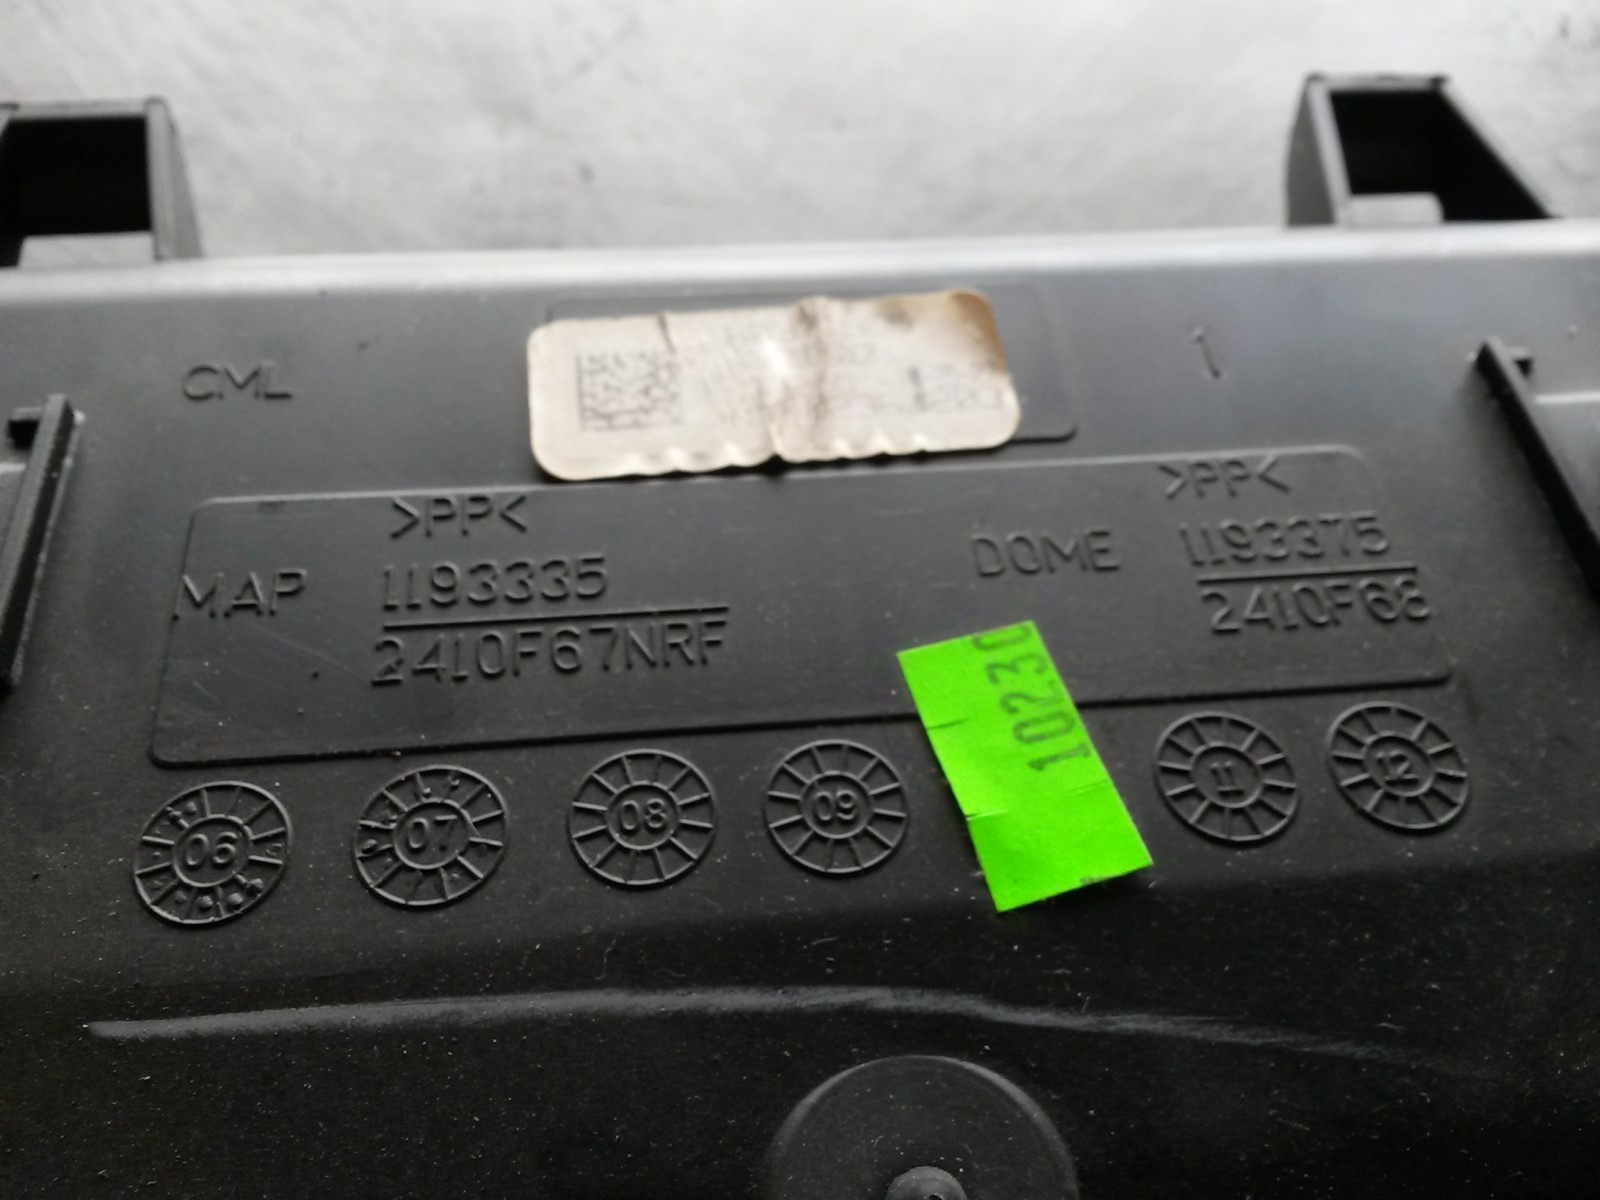 CML
1
>PP<
MAP 1193335
2410F67NRF
>PP<
DOME 1193375
2410F68
10230
06 07 08 09 11 12